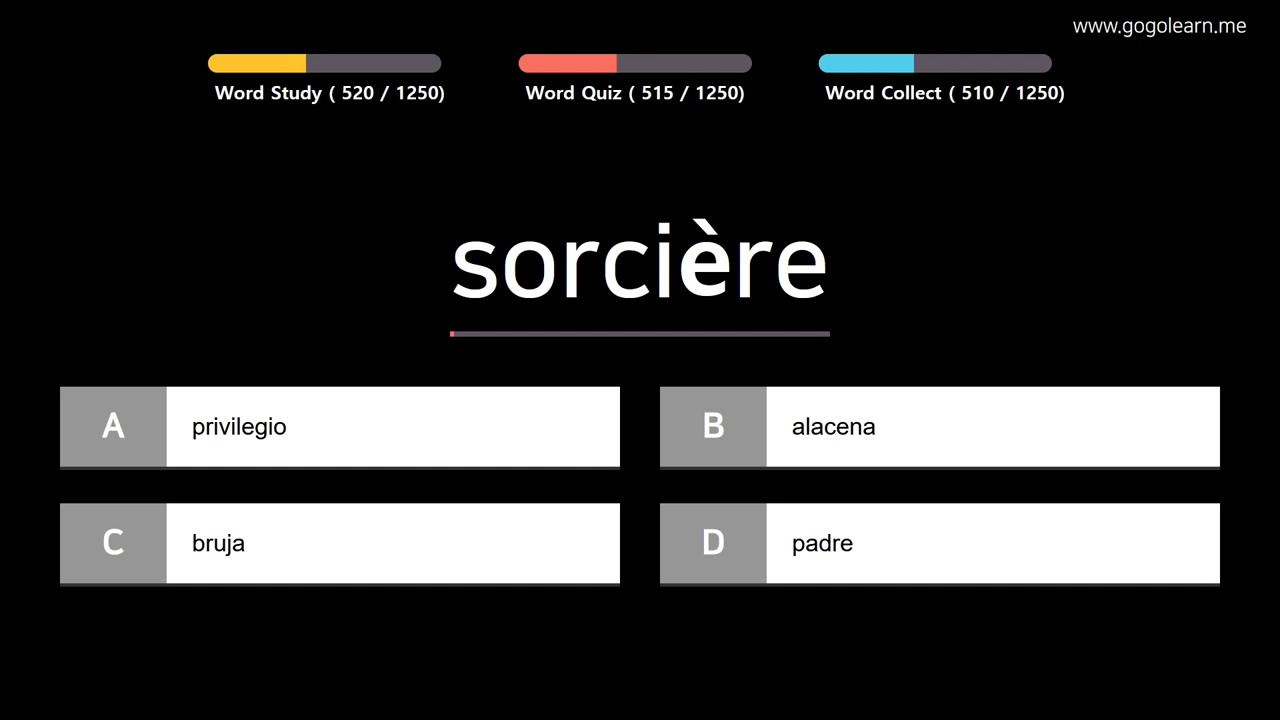 www.gogolearn.me
Word Study ( 520 / 1250)
Word Quiz ( 515 / 1250)
Word Collect ( 510 / 1250)
sorcière
A privilegio
B alacena
C bruja
D padre